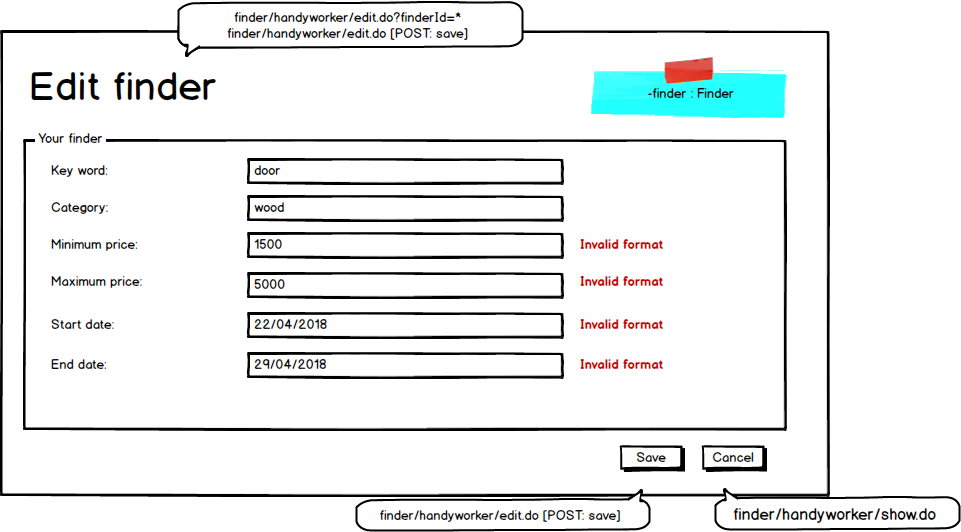 finder/handyworker/edit.do?finderId=*
finder/handyworker/edit.do [POST: save]
Edit finder
-finder : Finder
Your finder
Key word: door
Category: wood
Minimum price: 1500 Invalid format
Maximum price: 5000 Invalid format
Start date: 22/04/2018 Invalid format
End date: 29/04/2018 Invalid format
Save Cancel
finder/handyworker/edit.do [POST: save]
finder/handyworker/show.do